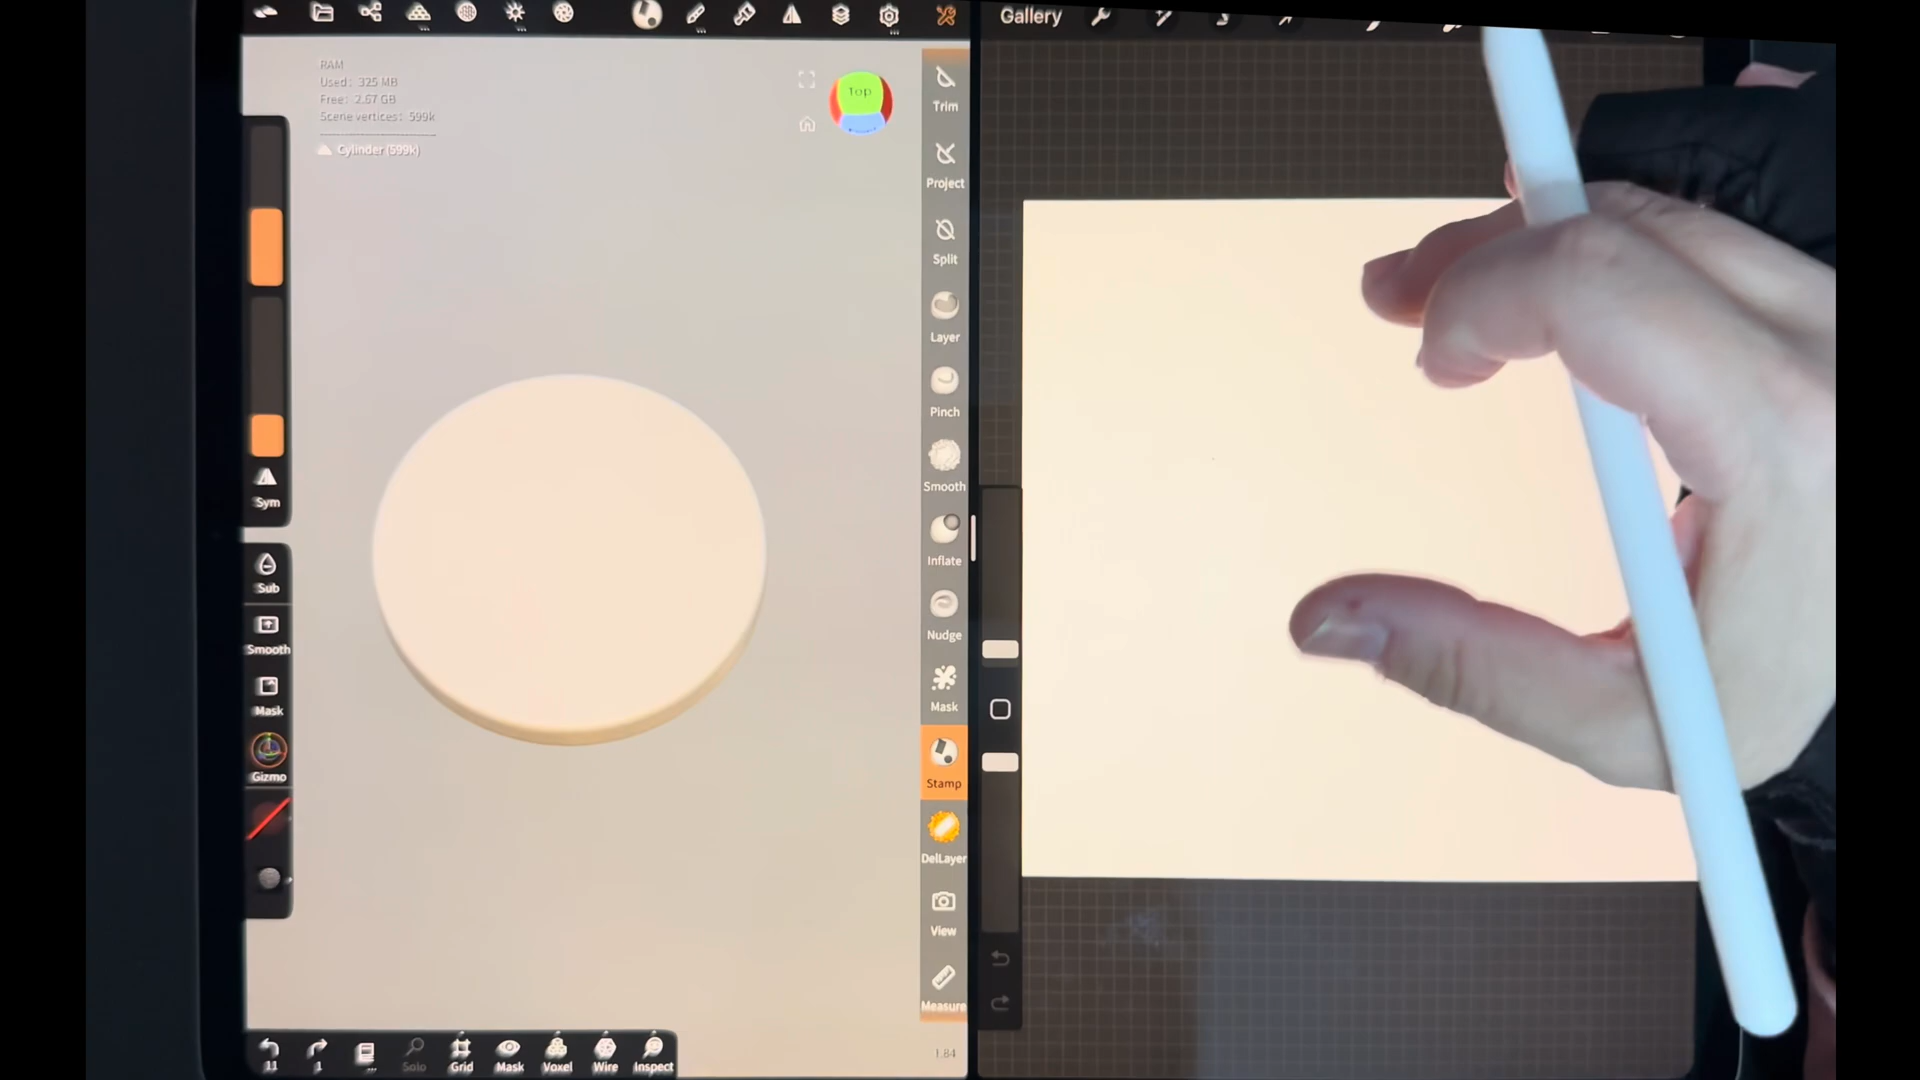 RAM
Used: 325 MB
Free: 2.67 GB
Scene vertices: 599k
Cylinder (599k)
Top
Sym
Sub
Smooth
Mask
Gizmo
Trim
Project
Split
Layer
Pinch
Smooth
Inflate
Nudge
Mask
Stamp
DelLayer
View
Measure
11
1
Solo
Grid
Mask
Voxel
Wire
Inspect
1.84
Gallery